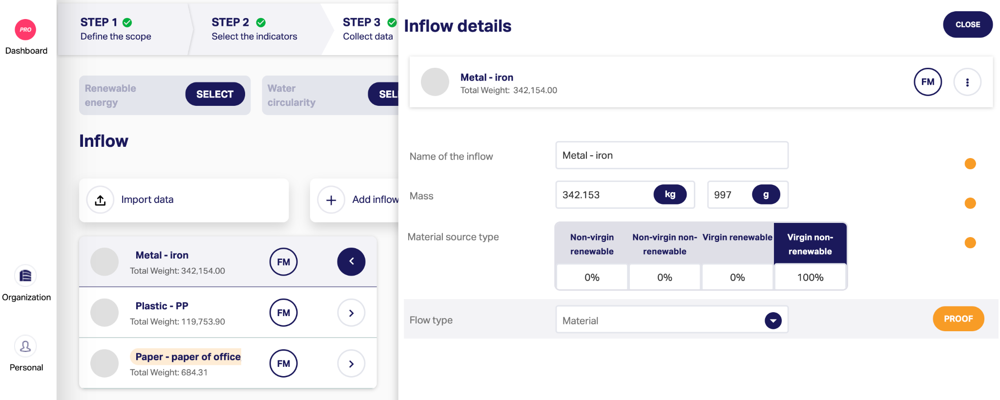 PRO
Dashboard
Organization
Personal
STEP 1
Define the scope
STEP 2
Select the indicators
STEP 3
Collect data
Renewable
energy
SELECT
Water
circularity
SEL
Inflow
Import data
Add inflow
Metal - iron
Total Weight: 342,154.00
FM
Plastic - PP
Total Weight: 119,753.90
FM
Paper - paper of office,
Total Weight: 684.31
FM
Inflow details
CLOSE
Metal - iron
Total Weight: 342,154.00
FM
Name of the inflow
Metal - iron
Mass
342.153 kg 997 g
Material source type
Non-virgin
renewable
Non-virgin non-
renewable
Virgin renewable
Virgin non-
renewable
0% 0% 0% 100%
Flow type
Material
PROOF